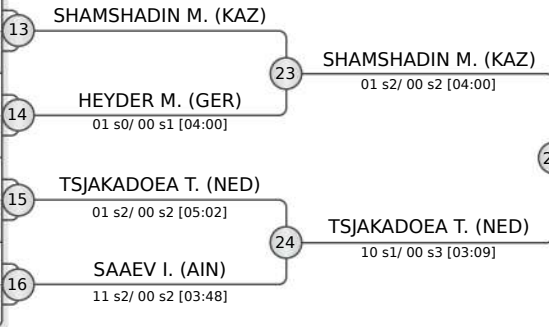 SHAMSHADIN M. (KAZ)
13
23
SHAMSHADIN M. (KAZ)
01 s2/ 00 s2 [04:00]
HEYDER M. (GER)
14
01 s0/ 00 s1 [04:00]
TSJAKADOEA T. (NED)
15
01 s2/ 00 s2 [05:02]
24
TSJAKADOEA T. (NED)
10 s1/ 00 s3 [03:09]
SAAEV I. (AIN)
16
11 s2/ 00 s2 [03:48]